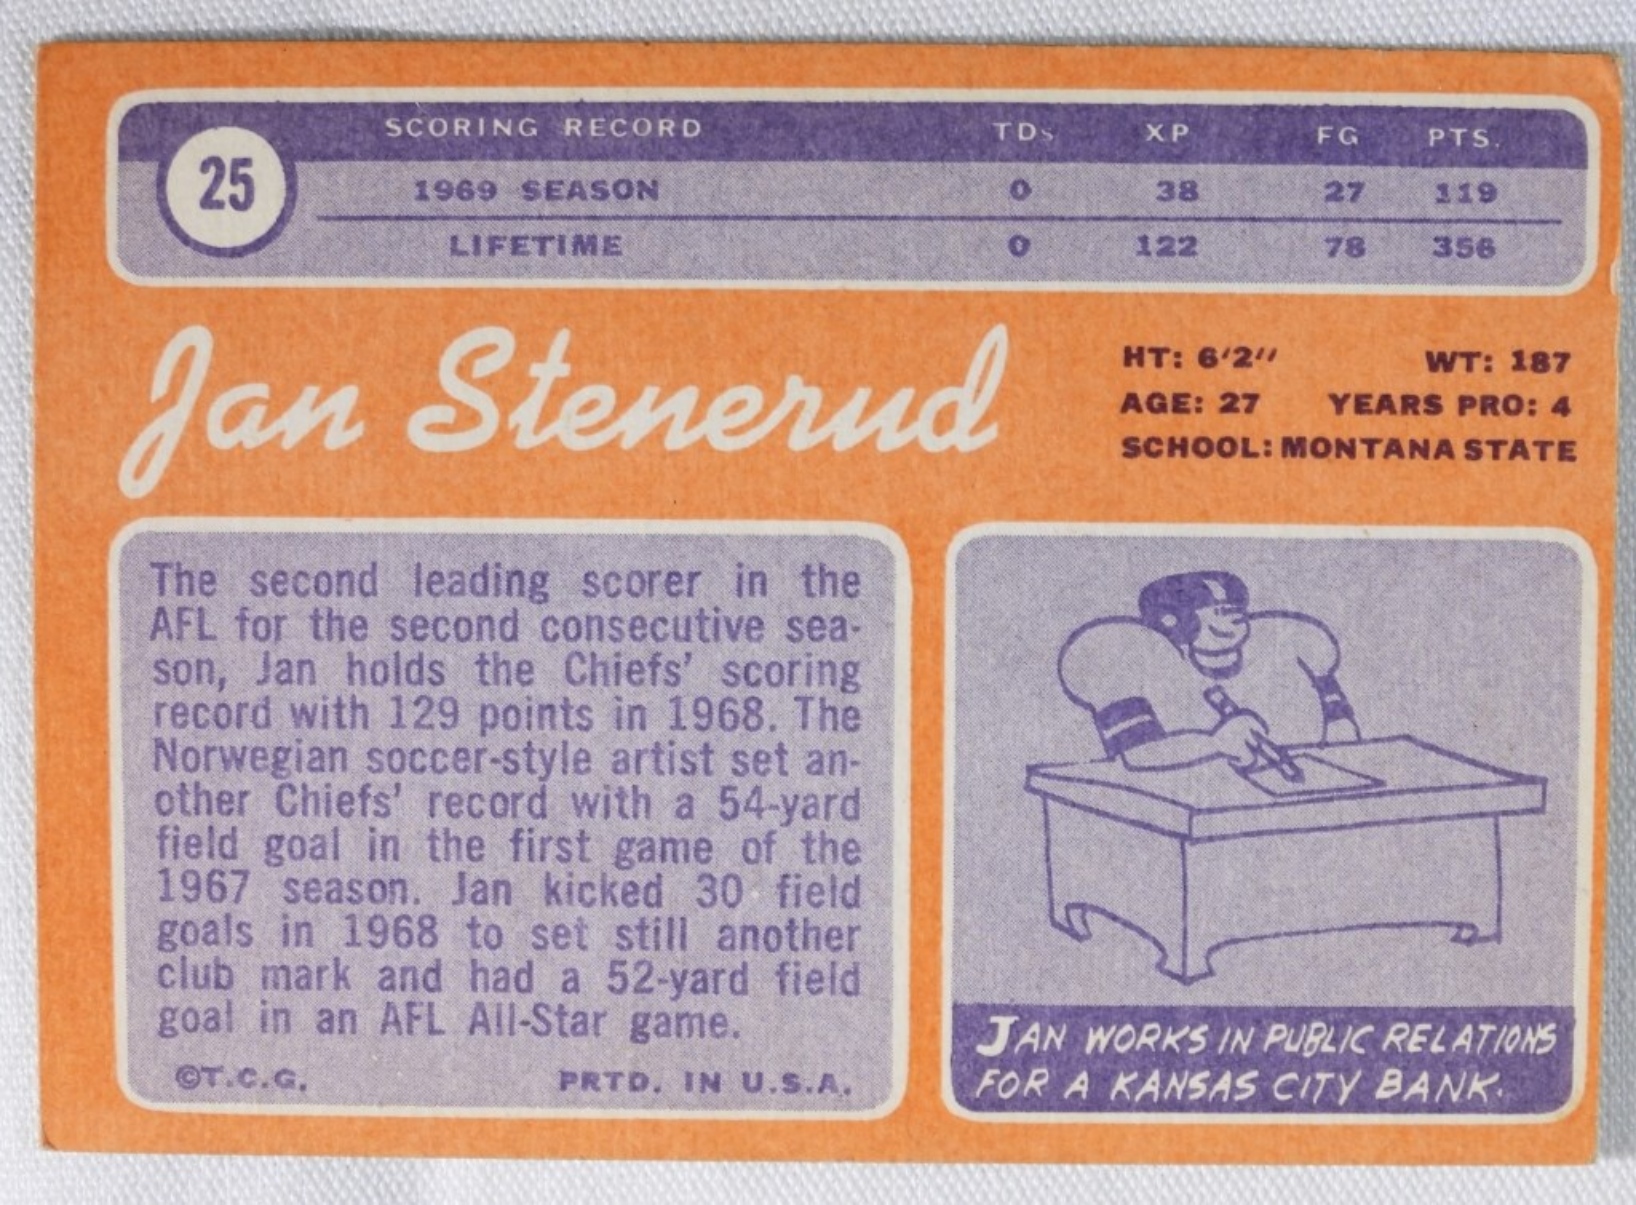 25
SCORING RECORD TDs XP FG PTS.
1969 SEASON 0 38 27 119
LIFETIME 0 122 78 356
Jan Stenerud
HT: 6'2" WT: 187
AGE: 27 YEARS PRO: 4
SCHOOL: MONTANA STATE
The second leading scorer in the
AFL for the second consecutive sea-
son, Jan holds the Chiefs' scoring
record with 129 points in 1968. The
Norwegian soccer-style artist set an-
other Chiefs' record with a 54-yard
field goal in the first game of the
1967 season. Jan kicked 30 field
goals in 1968 to set still another
club mark and had a 52-yard field
goal in an AFL All-Star game.
©T.C.G. PRTD. IN U.S.A.
JAN WORKS IN PUBLIC RELATIONS
FOR A KANSAS CITY BANK.